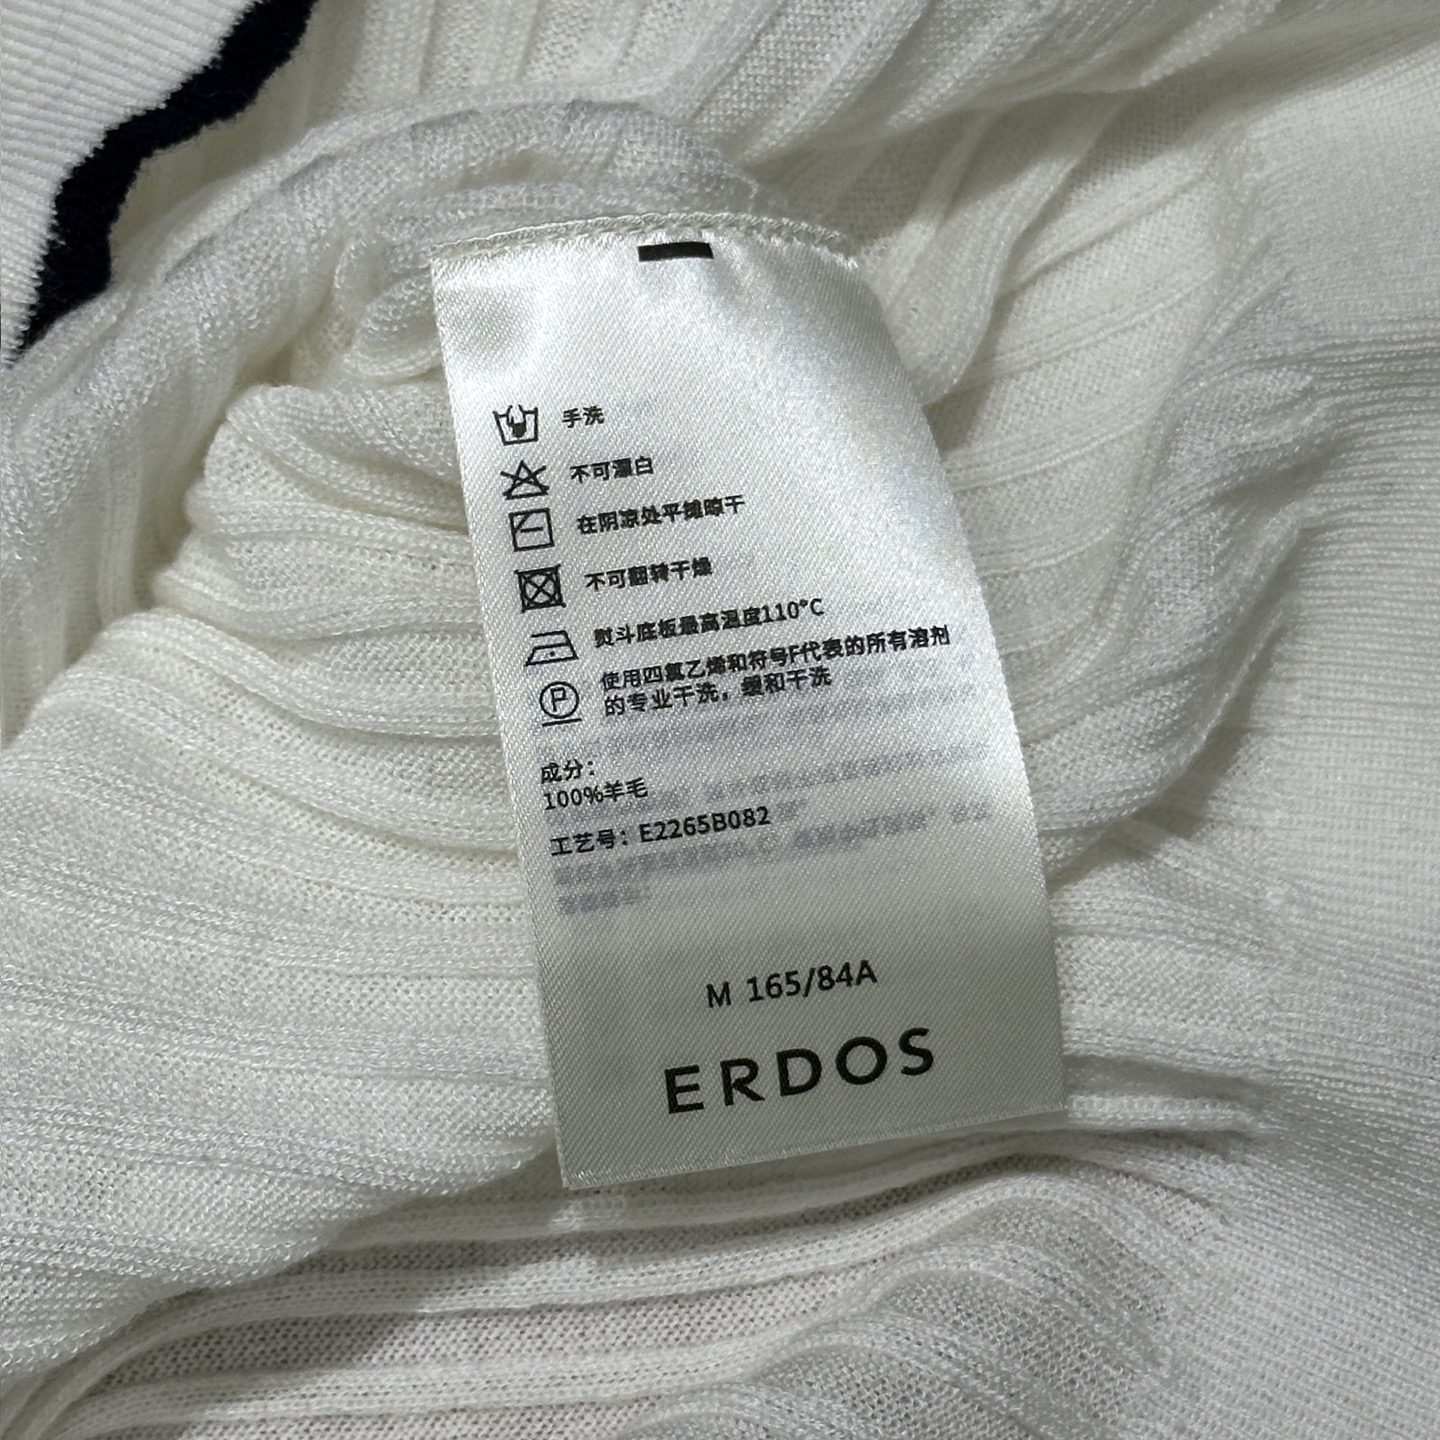 手洗
不可漂白
在阴凉处平摊晾干
不可翻转干燥
熨斗底板最高温度110°C
使用四氯乙烯和符号F代表的所有溶剂
的专业干洗，缓和干洗
成分：
100%羊毛
工艺号：E2265B082
M 165/84A
ERDOS